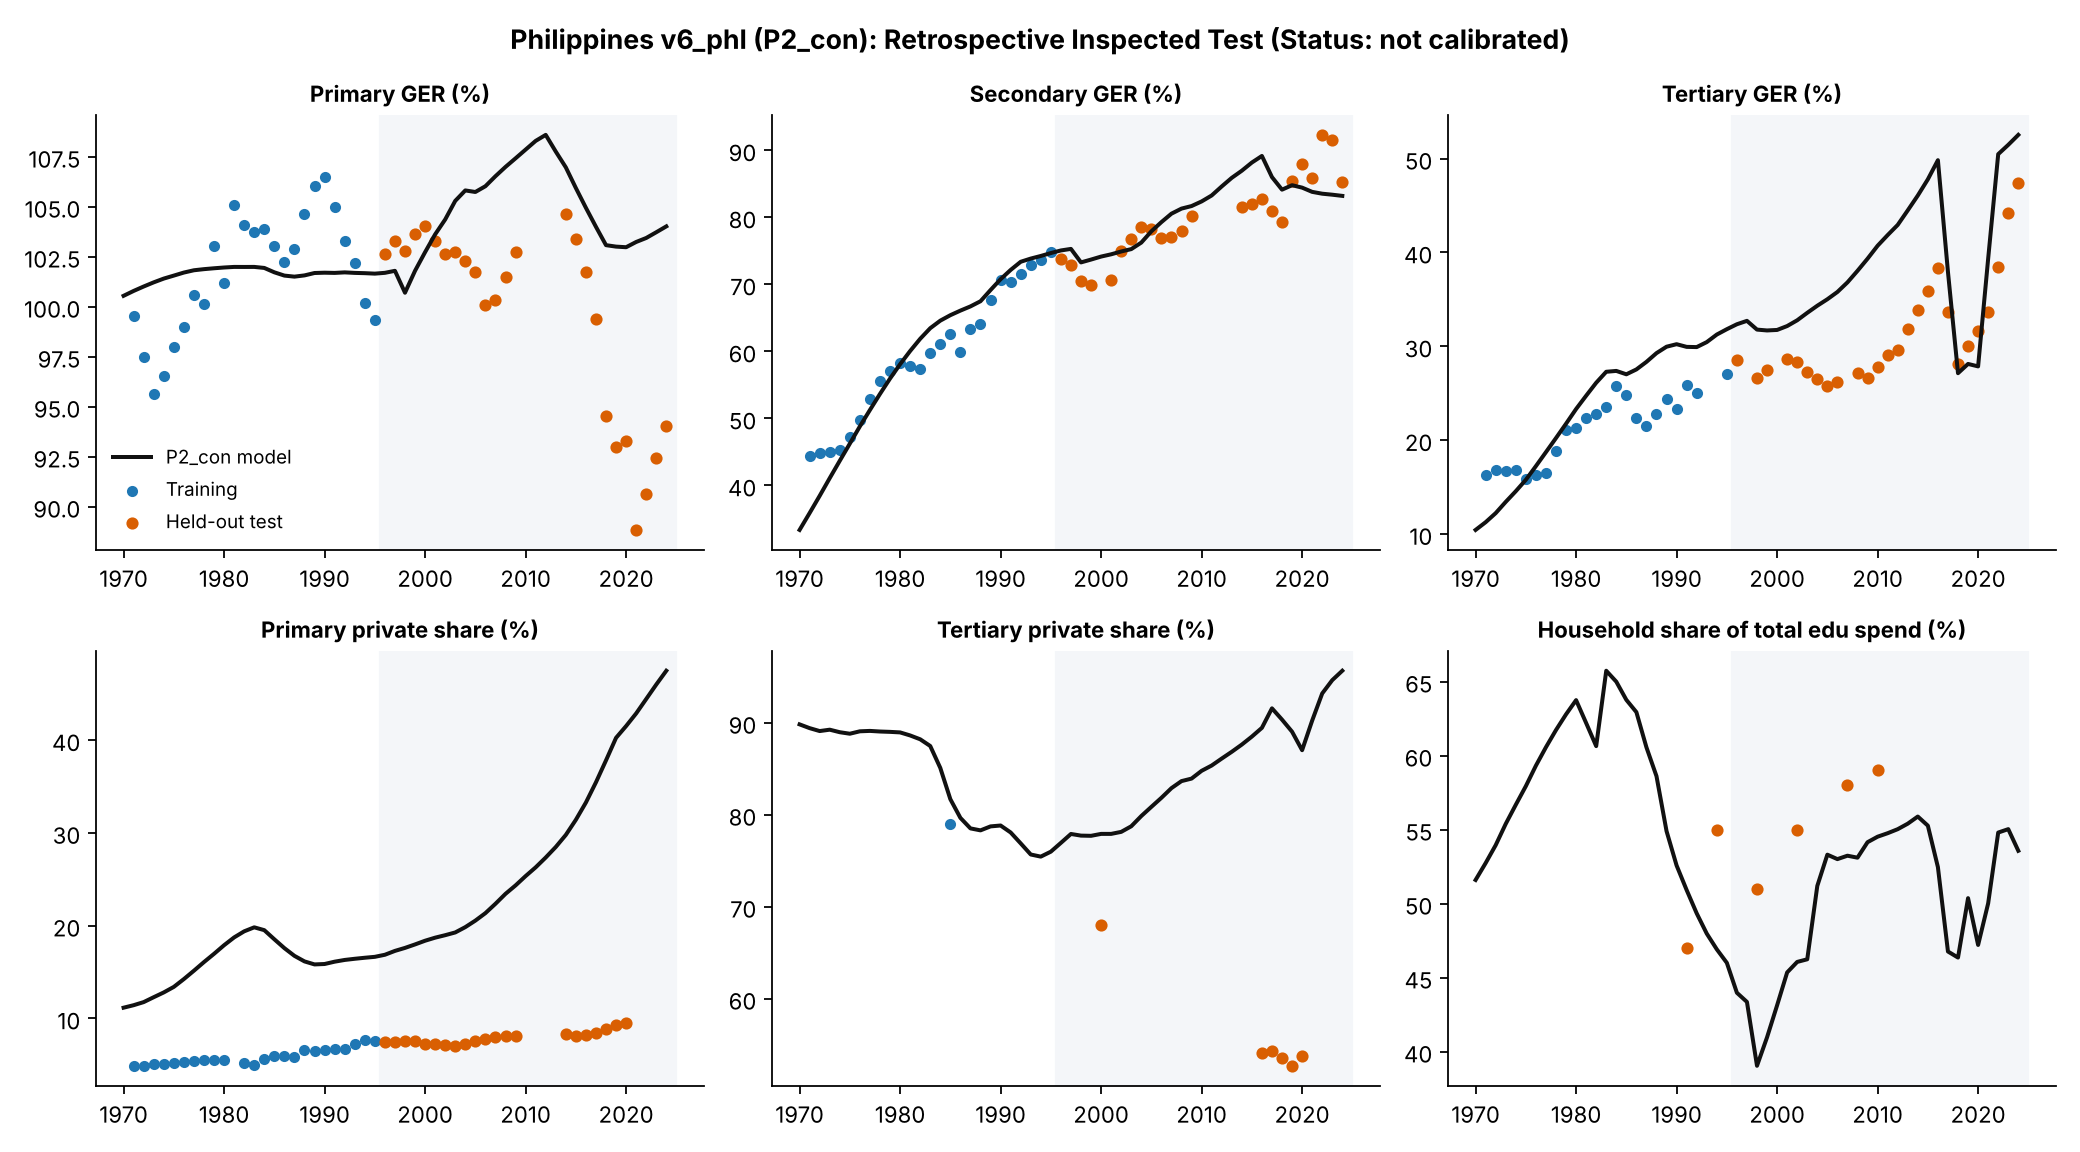 Philippines v6_phl (P2_con): Retrospective Inspected Test (Status: not calibrated)
Primary GER (%)
107.5
105.0
102.5
100.0
97.5
95.0
92.5
90.0
P2_con model
Training
Held-out test
1970 1980 1990 2000 2010 2020
Secondary GER (%)
90
80
70
60
50
40
1970 1980 1990 2000 2010 2020
Tertiary GER (%)
50
40
30
20
10
1970 1980 1990 2000 2010 2020
Primary private share (%)
40
30
20
10
1970 1980 1990 2000 2010 2020
Tertiary private share (%)
90
80
70
60
1970 1980 1990 2000 2010 2020
Household share of total edu spend (%)
65
60
55
50
45
40
1970 1980 1990 2000 2010 2020